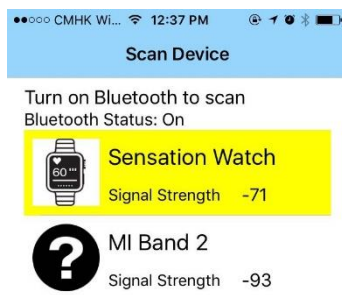 CMHK Wi... 12:37 PM
Scan Device
Turn on Bluetooth to scan
Bluetooth Status: On
Sensation Watch
60
Signal Strength -71
?
MI Band 2
Signal Strength -93